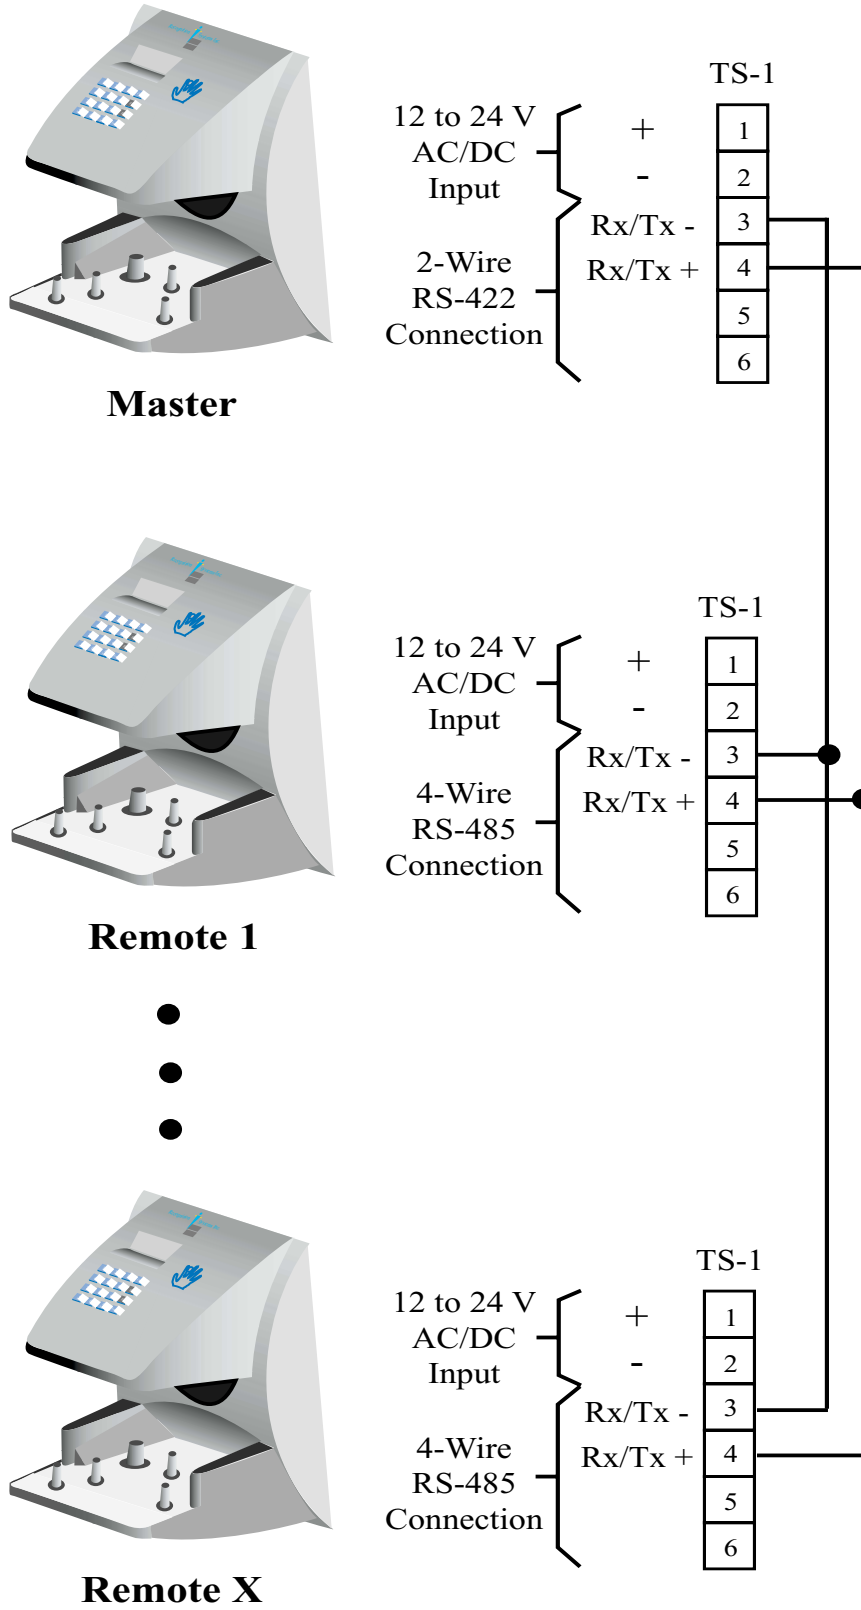 TS-1
12 to 24 V
AC/DC
Input
+
-
Rx/Tx -
Rx/Tx +
2-Wire
RS-422
Connection
1
2
3
4
5
6
Master
TS-1
12 to 24 V
AC/DC
Input
+
-
Rx/Tx -
Rx/Tx +
4-Wire
RS-485
Connection
1
2
3
4
5
6
Remote 1
TS-1
12 to 24 V
AC/DC
Input
+
-
Rx/Tx -
Rx/Tx +
4-Wire
RS-485
Connection
1
2
3
4
5
6
Remote X